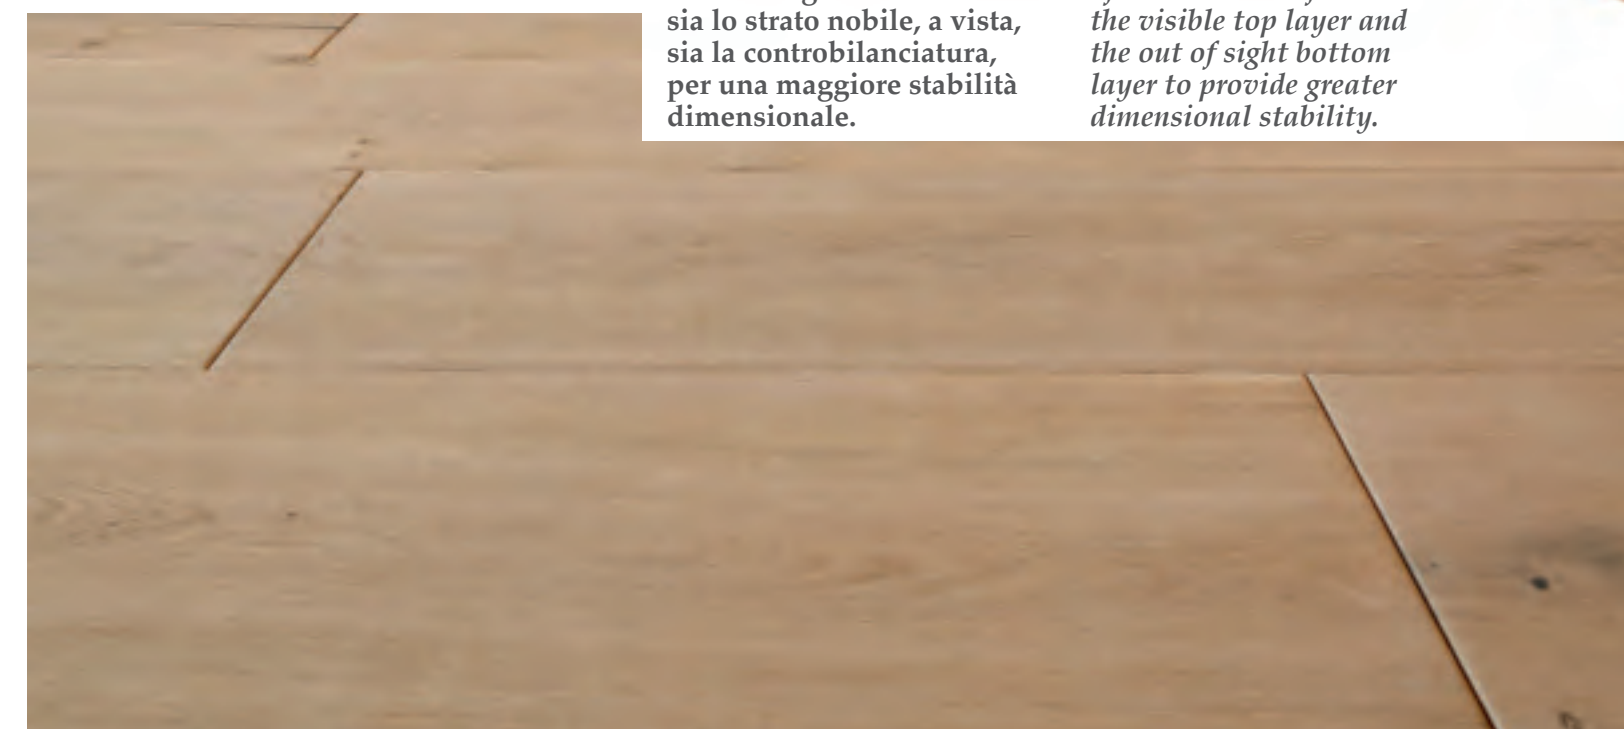 sia lo strato nobile, a vista,
sia la controbilanciatura,
per una maggiore stabilità
dimensionale.
the visible top layer and
the out of sight bottom
layer to provide greater
dimensional stability.